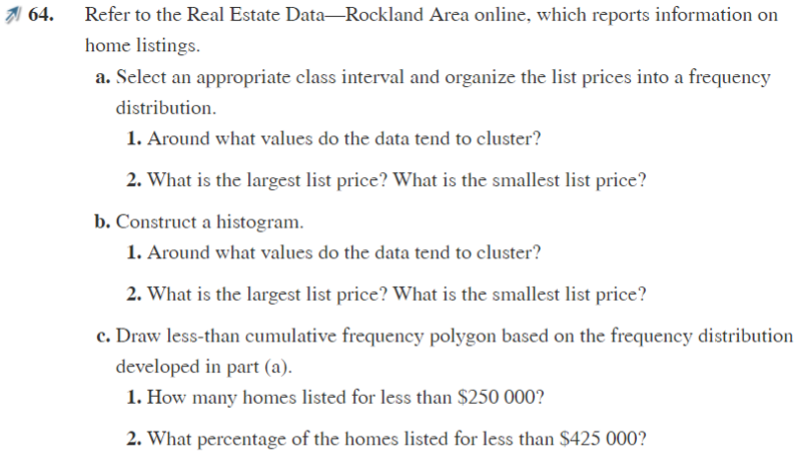 64. Refer to the Real Estate Data—Rockland Area online, which reports information on
home listings.
a. Select an appropriate class interval and organize the list prices into a frequency
distribution.
1. Around what values do the data tend to cluster?
2. What is the largest list price? What is the smallest list price?
b. Construct a histogram.
1. Around what values do the data tend to cluster?
2. What is the largest list price? What is the smallest list price?
c. Draw less-than cumulative frequency polygon based on the frequency distribution
developed in part (a).
1. How many homes listed for less than $250 000?
2. What percentage of the homes listed for less than $425 000?